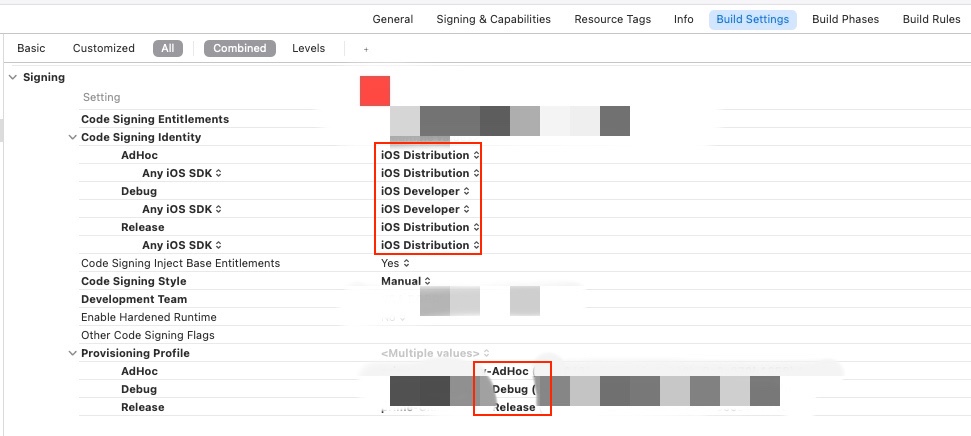 General Signing & Capabilities Resource Tags Info Build Settings Build Phases Build Rules
Basic Customized All Combined Levels +
Signing
Setting
Code Signing Entitlements
Code Signing Identity
AdHoc iOS Distribution
Any iOS SDK iOS Distribution
Debug iOS Developer
Any iOS SDK iOS Developer
Release iOS Distribution
Any iOS SDK iOS Distribution
Code Signing Inject Base Entitlements Yes
Code Signing Style Manual
Development Team
Enable Hardened Runtime
Other Code Signing Flags
Provisioning Profile <Multiple values>
AdHoc -AdHoc (
Debug Debug (
Release Release